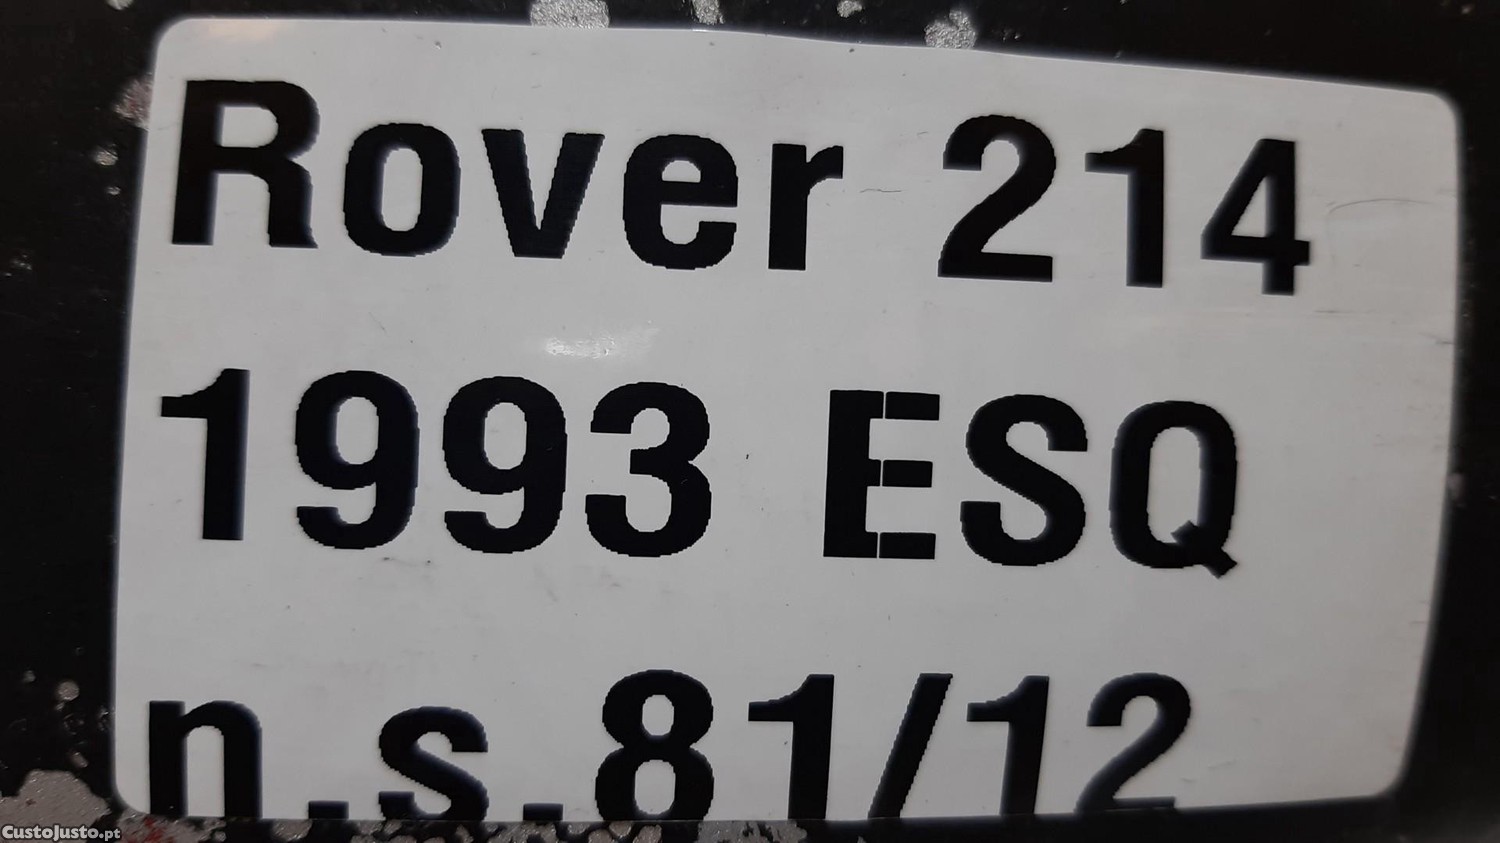 Rover 214
1993 ESQ
n.s.81/12
CustoJusto.pt